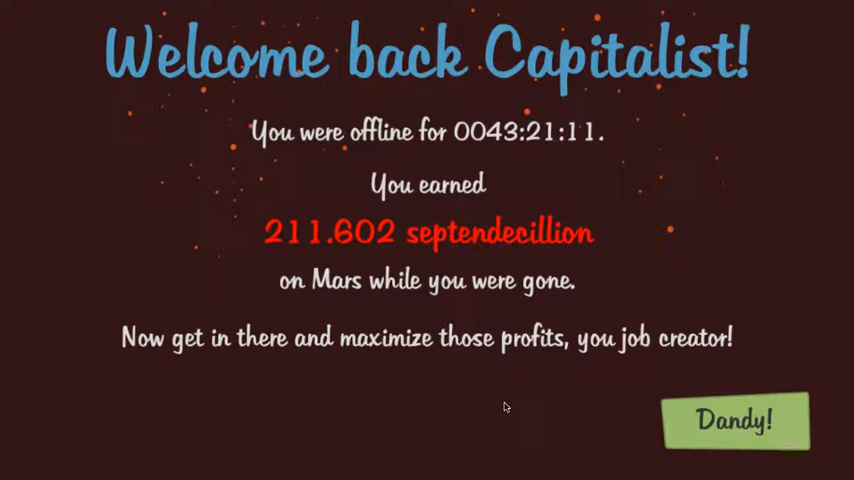 Welcome back Capitalist!
You were offline for 0043:21:11.
You earned
211.602 septendecillion
on Mars while you were gone.
Now get in there and maximize those profits, you job creator!
Dandy!